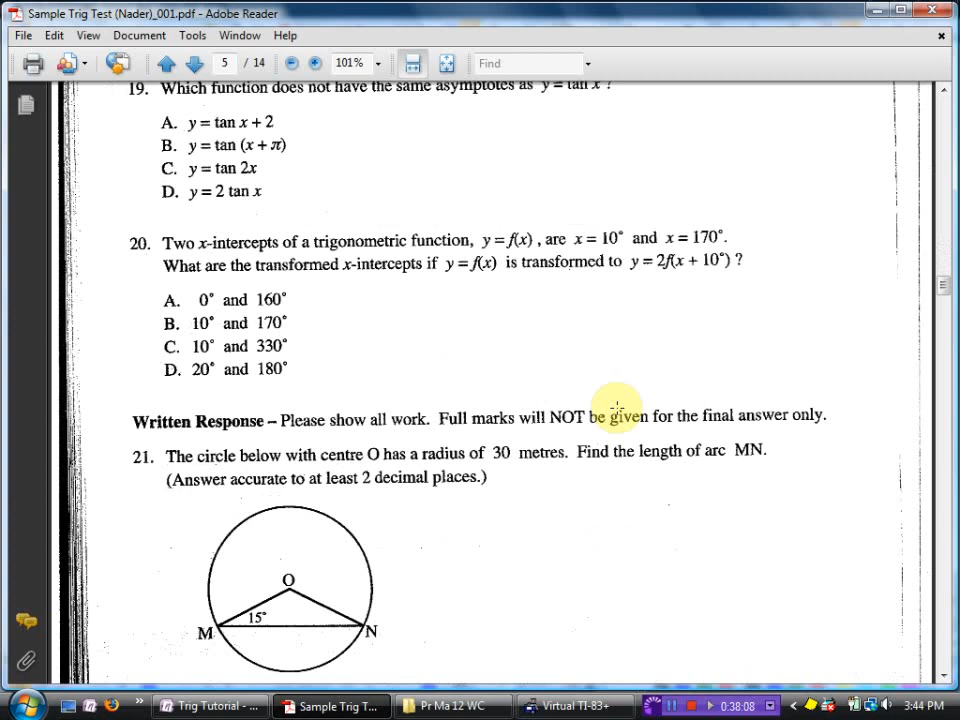 Sample Trig Test (Nader)_001.pdf - Adobe Reader
File Edit View Document Tools Window Help
5 / 14 101% Find
19. Which function does not have the same asymptotes as y = tan x ?
A. y = tan x + 2
B. y = tan (x + π)
C. y = tan 2x
D. y = 2 tan x
20. Two x-intercepts of a trigonometric function, y = f(x) , are x = 10° and x = 170°.
What are the transformed x-intercepts if y = f(x) is transformed to y = 2f(x + 10°) ?
A. 0° and 160°
B. 10° and 170°
C. 10° and 330°
D. 20° and 180°
Written Response – Please show all work. Full marks will NOT be given for the final answer only.
21. The circle below with centre O has a radius of 30 metres. Find the length of arc MN.
(Answer accurate to at least 2 decimal places.)
O
15°
M N
Trig Tutorial - ... Sample Trig T... Pr Ma 12 WC Virtual TI-83+ 0:38:08 3:44 PM